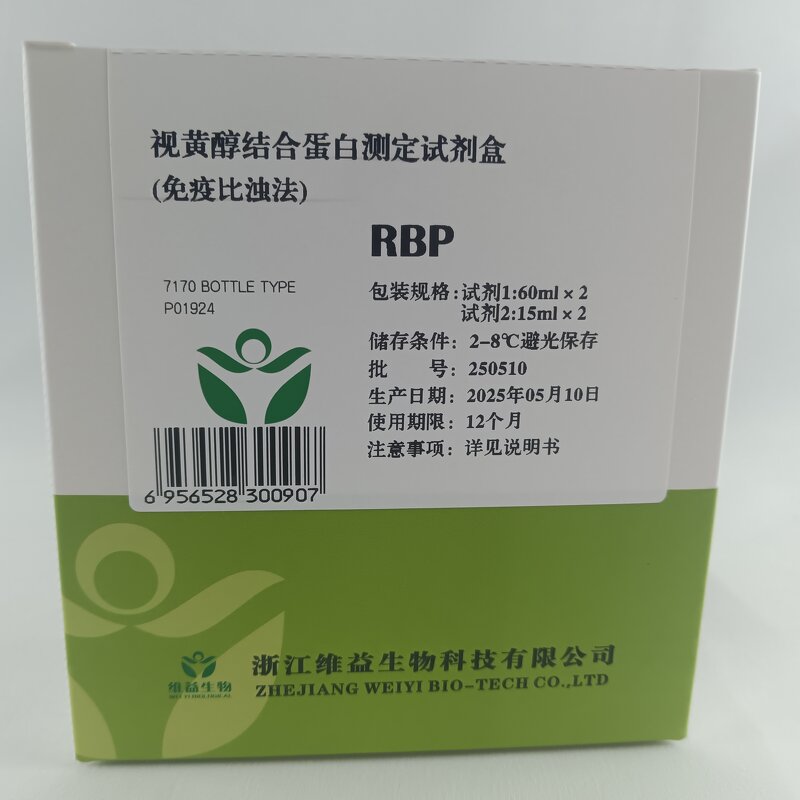 视黄醇结合蛋白测定试剂盒
(免疫比浊法)
RBP
7170 BOTTLE TYPE
P01924
包装规格:试剂1:60ml×2
试剂2:15ml×2
储存条件: 2-8℃避光保存
批 号: 250510
生产日期: 2025年05月10日
使用期限: 12个月
注意事项: 详见说明书
6 956528 300907
维益生物
WEI YI BIOLOGICAL
浙江维益生物科技有限公司
ZHEJIANG WEIYI BIO-TECH CO.,LTD